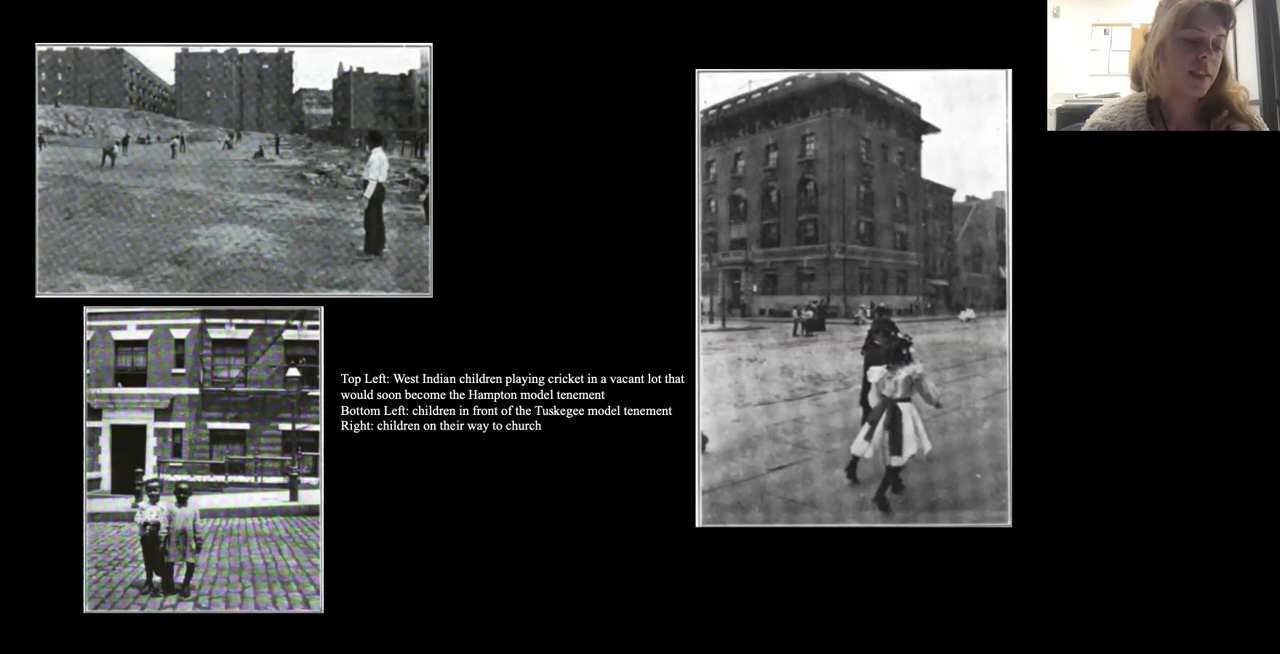 Top Left: West Indian children playing cricket in a vacant lot that
would soon become the Hampton model tenement
Bottom Left: children in front of the Tuskegee model tenement
Right: children on their way to church